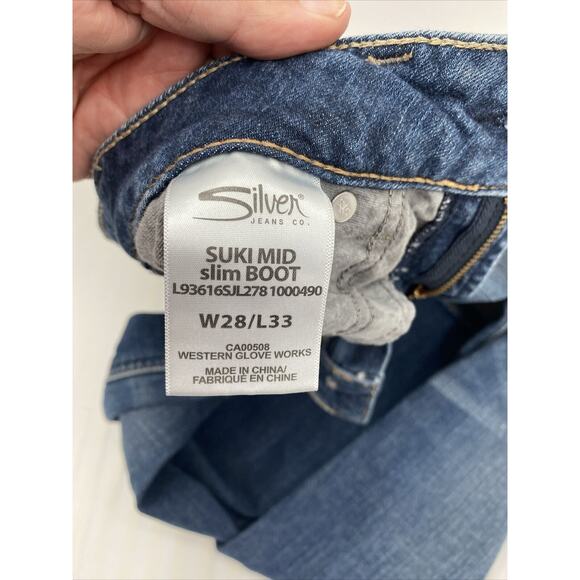 Silver®
JEANS CO.
SUKI MID
slim BOOT
L93616SJL278 1000490
W28/L33
CA00508
WESTERN GLOVE WORKS
MADE IN CHINA/
FABRIQUÉ EN CHINE